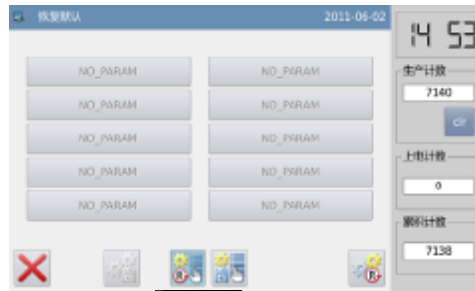 恢复默认 2011-06-02
14 53
NO_PARAM NO_PARAM
生产计数
7140
NO_PARAM NO_PARAM
clr
NO_PARAM NO_PARAM
上电计数
NO_PARAM NO_PARAM
0
NO_PARAM NO_PARAM
累积计数
7138
R R